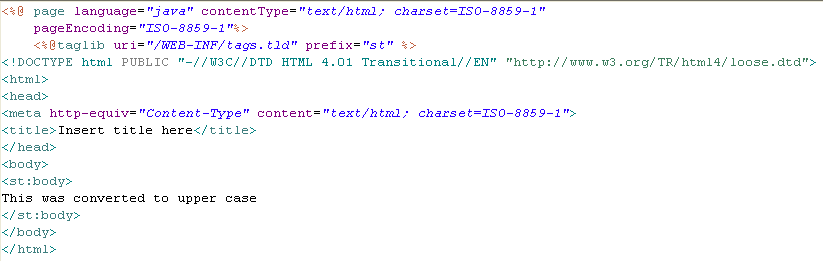 <%@ page language="java" contentType="text/html; charset=ISO-8859-1"
pageEncoding="ISO-8859-1"%>
<%@taglib uri="/WEB-INF/tags.tld" prefix="st" %>
<!DOCTYPE html PUBLIC "-//W3C//DTD HTML 4.01 Transitional//EN" "http://www.w3.org/TR/html4/loose.dtd">
<html>
<head>
<meta http-equiv="Content-Type" content="text/html; charset=ISO-8859-1">
<title>Insert title here</title>
</head>
<body>
<st:body>
This was converted to upper case
</st:body>
</body>
</html>